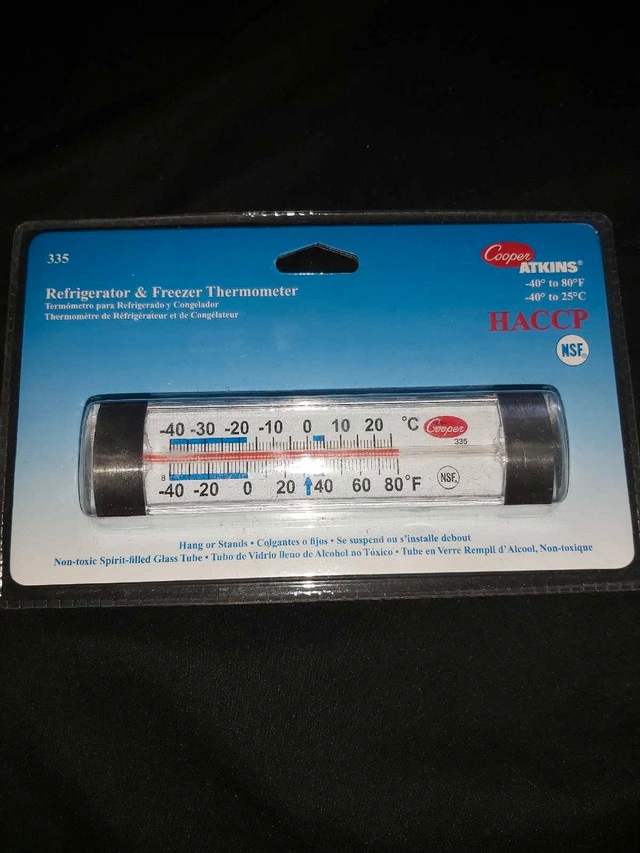 335
Cooper
ATKINS®
-40° to 80°F
-40° to 25°C
HACCP
NSF®
Refrigerator & Freezer Thermometer
Termómetro para Refrigerado y Congelador
Thermomètre de Réfrigérateur et de Congélateur
-40 -30 -20 -10 0 10 20 °C
Cooper
335
8
-40 -20 0 20 40 60 80°F
NSF®
Hang or Stands • Colgantes o fijos • Se suspend ou s'installe debout
Non-toxic Spirit-filled Glass Tube • Tubo de Vidrio lleno de Alcohol no Tóxico • Tube en Verre Rempli d'Alcool, Non-toxique